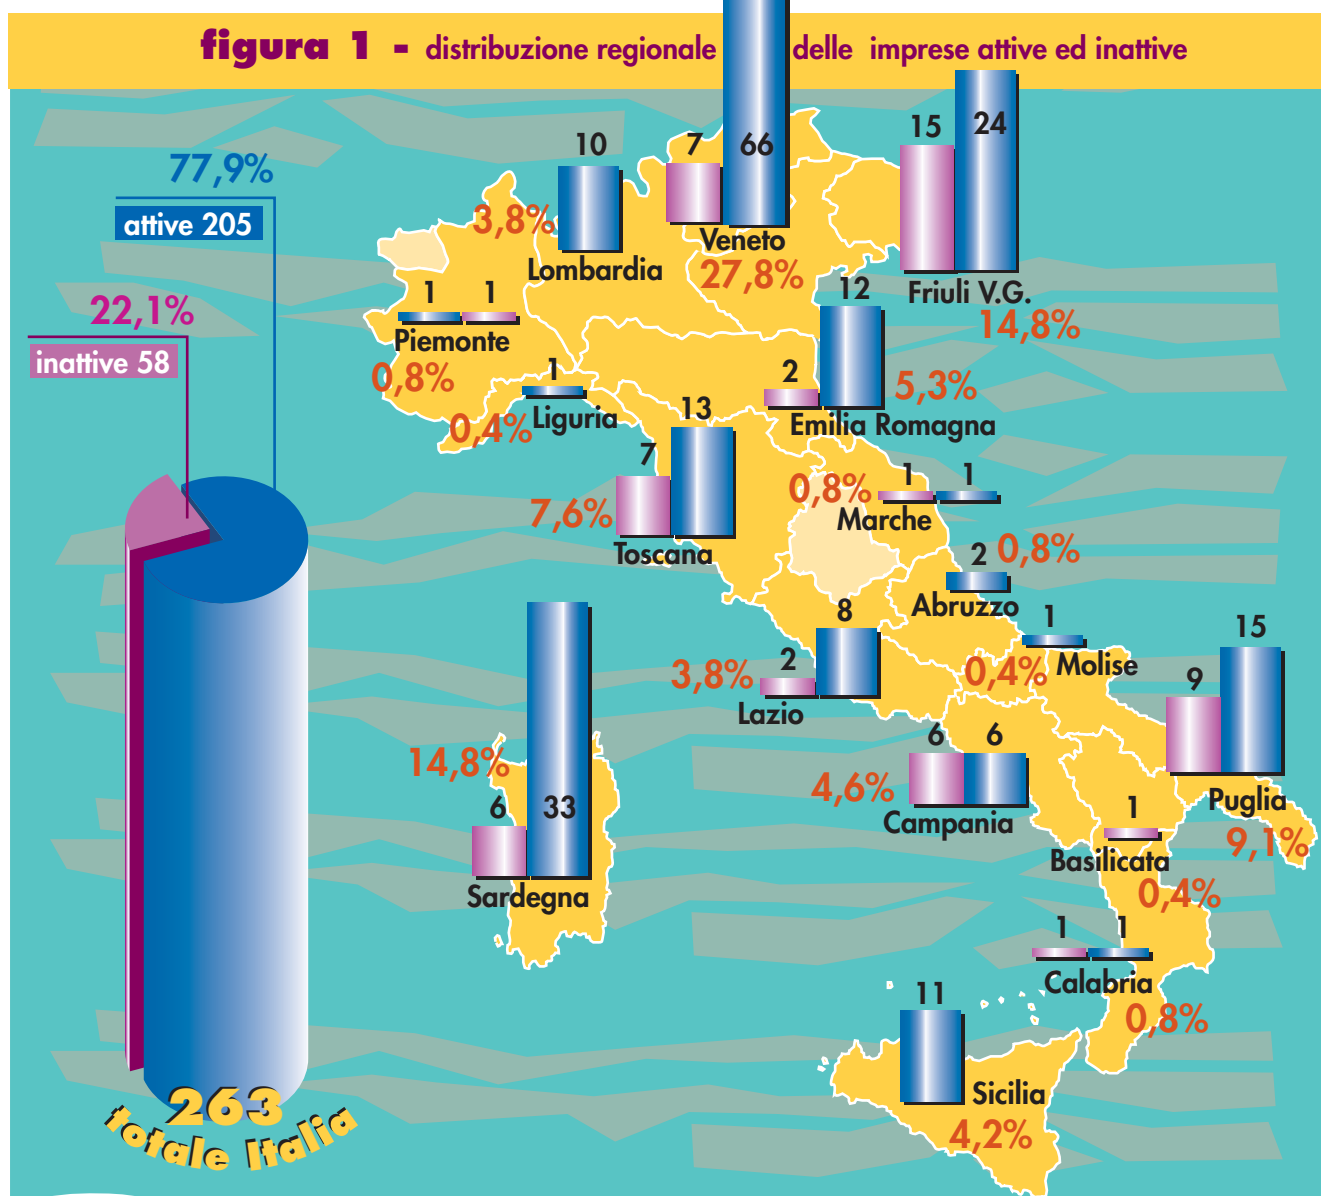 figura 1 - distribuzione regionale delle imprese attive ed inattive
77,9%
attive 205
22,1%
inattive 58
263
totale Italia
10
3,8%
Lombardia
7
66
Veneto
27,8%
15
24
Friuli V.G.
14,8%
1
1
Piemonte
0,8%
1
Liguria
0,4%
2
12
5,3%
Emilia Romagna
7
13
7,6%
Toscana
1
1
0,8%
Marche
2
0,8%
Abruzzo
2
8
3,8%
Lazio
1
0,4%
Molise
9
15
Puglia
9,1%
6
6
4,6%
Campania
1
Basilicata
0,4%
14,8%
6
33
Sardegna
1
1
Calabria
0,8%
11
Sicilia
4,2%